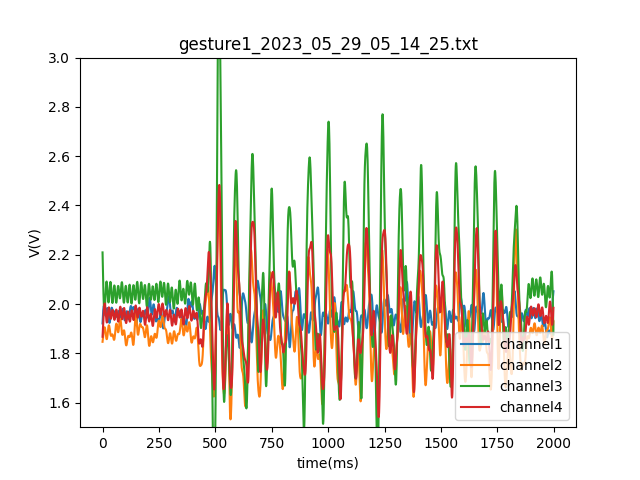 gesture1_2023_05_29_05_14_25.txt
3.0
2.8
2.6
2.4
2.2
2.0
1.8
1.6
V(V)
channel1
channel2
channel3
channel4
0 250 500 750 1000 1250 1500 1750 2000
time(ms)